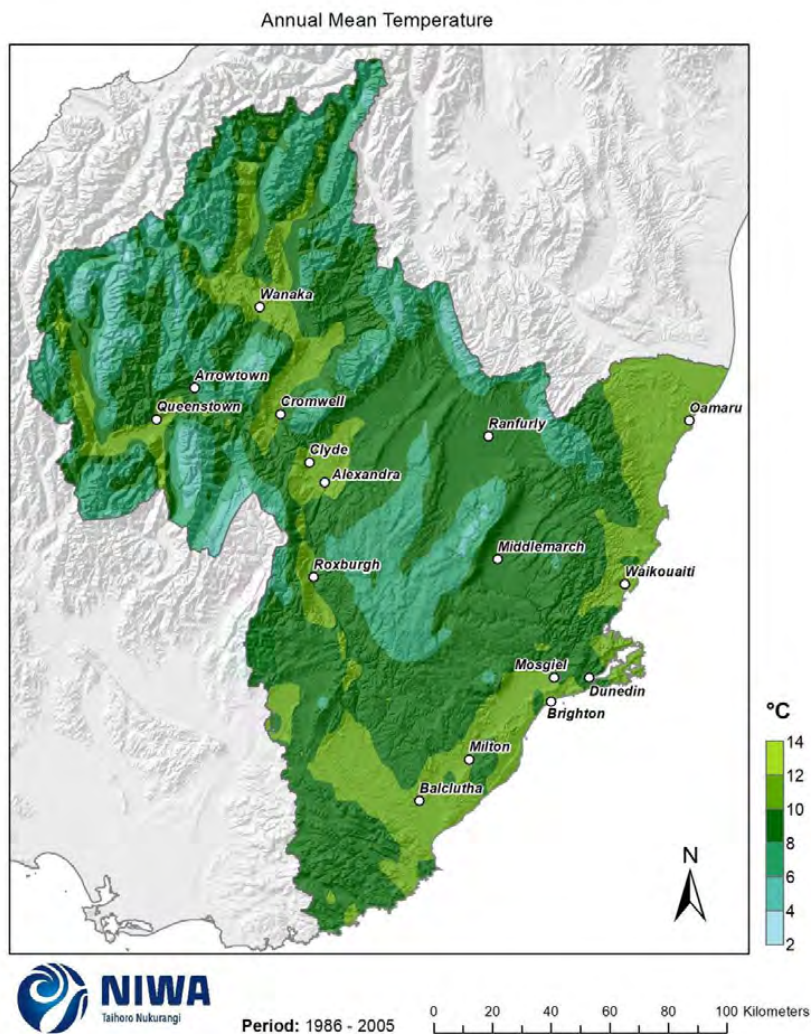 Annual Mean Temperature
Wanaka
Arrowtown
Queenstown
Cromwell
Ranfurly
Oamaru
Clyde
Alexandra
Middlemarch
Roxburgh
Waikouaiti
Mosgiel
Dunedin
Brighton
Milton
Balclutha
°C
14
12
10
8
6
4
2
N
NIWA
Taihoro Nukurangi
Period: 1986 - 2005
0 20 40 60 80 100 Kilometers